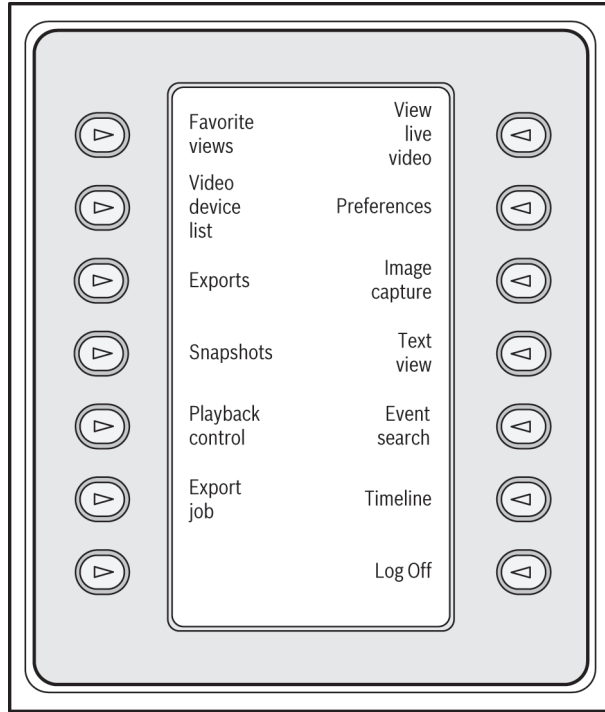 Favorite
views
Video
device
list
Exports
Snapshots
Playback
control
Export
job
View
live
video
Preferences
Image
capture
Text
view
Event
search
Timeline
Log Off